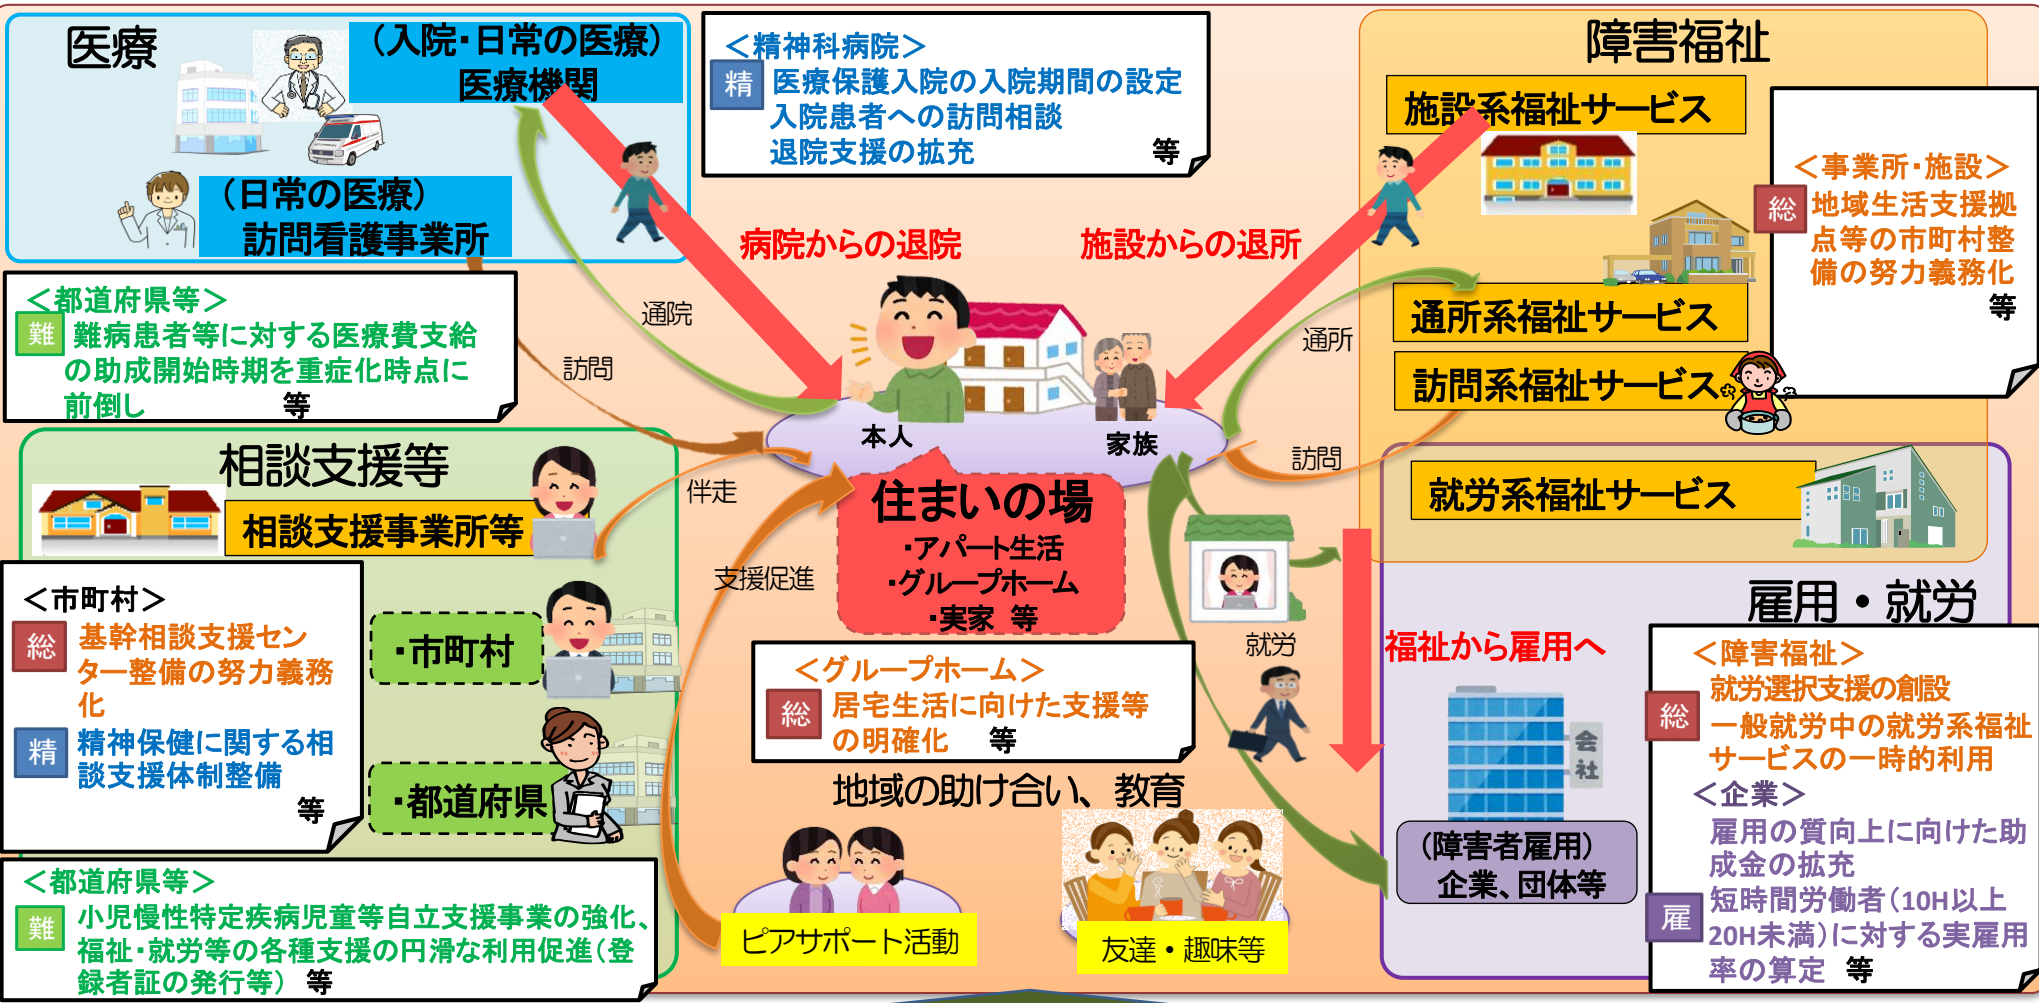 医療
（入院・日常の医療）
医療機関
（日常の医療）
訪問看護事業所
＜精神科病院＞
精 医療保護入院の入院期間の設定
入院患者への訪問相談
退院支援の拡充 等
障害福祉
施設系福祉サービス
通所系福祉サービス
訪問系福祉サービス
就労系福祉サービス
＜事業所・施設＞
総 地域生活支援拠
点等の市町村整
備の努力義務化
等
病院からの退院
施設からの退所
通院
訪問
通所
訪問
＜都道府県等＞
難 難病患者等に対する医療費支給
の助成開始時期を重症化時点に
前倒し 等
本人
家族
住まいの場
・アパート生活
・グループホーム
・実家 等
相談支援等
相談支援事業所等
伴走
支援促進
＜市町村＞
総 基幹相談支援セン
ター整備の努力義務
化
精 精神保健に関する相
談支援体制整備
等
・市町村
・都道府県
＜都道府県等＞
難 小児慢性特定疾病児童等自立支援事業の強化、
福祉・就労等の各種支援の円滑な利用促進（登
録者証の発行等） 等
＜グループホーム＞
総 居宅生活に向けた支援等
の明確化 等
地域の助け合い、教育
ピアサポート活動
友達・趣味等
就労
福祉から雇用へ
雇用・就労
会
社
（障害者雇用）
企業、団体等
＜障害福祉＞
就労選択支援の創設
総 一般就労中の就労系福祉
サービスの一時的利用
＜企業＞
雇用の質向上に向けた助
成金の拡充
雇 短時間労働者（10H以上
20H未満）に対する実雇用
率の算定 等